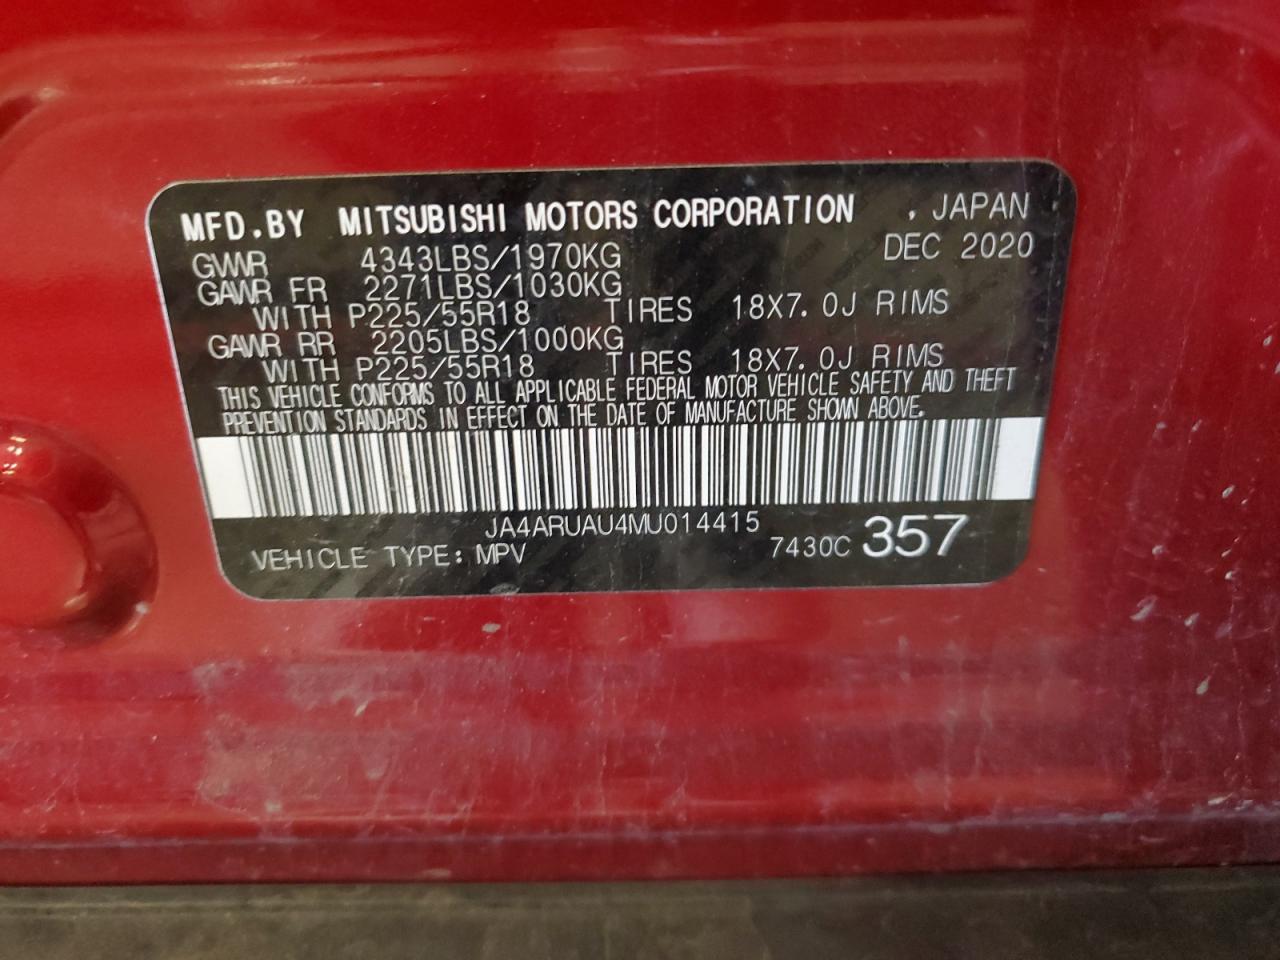 MFD.BY MITSUBISHI MOTORS CORPORATION , JAPAN
GVWR 4343LBS/1970KG DEC 2020
GAWR FR 2271LBS/1030KG
WITH P225/55R18 TIRES 18X7.0J RIMS
GAWR RR 2205LBS/1000KG
WITH P225/55R18 TIRES 18X7.0J RIMS
THIS VEHICLE CONFORMS TO ALL APPLICABLE FEDERAL MOTOR VEHICLE SAFETY AND THEFT
PREVENTION STANDARDS IN EFFECT ON THE DATE OF MANUFACTURE SHOWN ABOVE.
JA4ARUAU4MU014415
VEHICLE TYPE: MPV 7430C 357